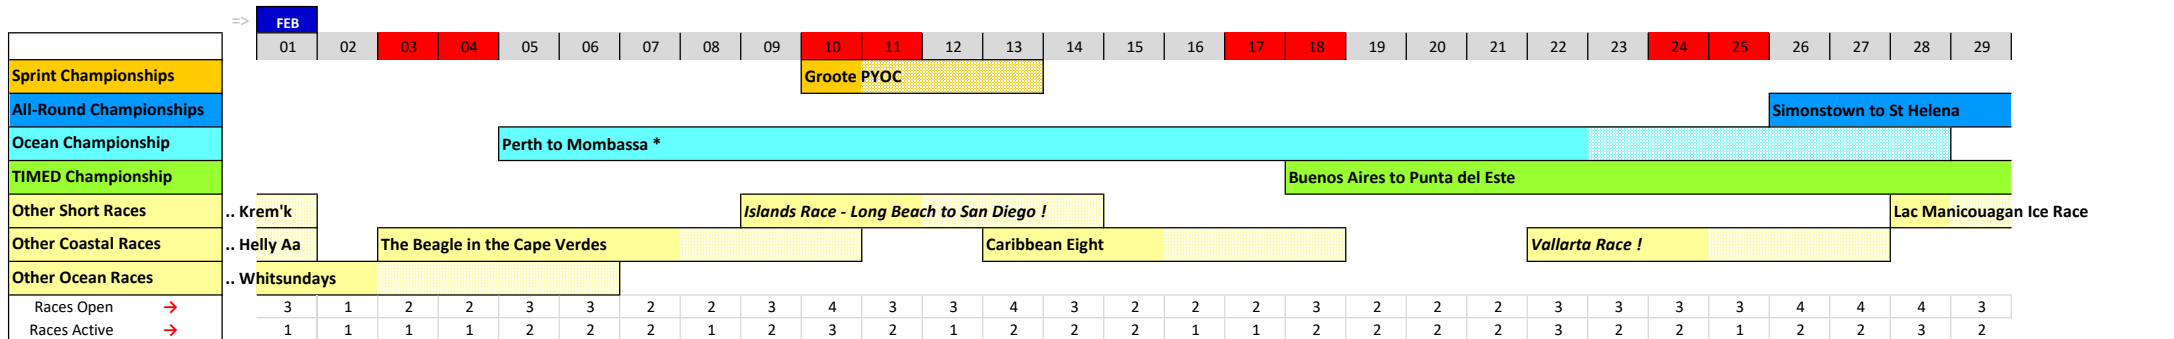 => FEB
01 02 03 04 05 06 07 08 09 10 11 12 13 14 15 16 17 18 19 20 21 22 23 24 25 26 27 28 29
Sprint Championships Groote PYOC
All-Round Championships Simonstown to St Helena
Ocean Championship Perth to Mombassa *
TIMED Championship Buenos Aires to Punta del Este
Other Short Races .. Krem'k Islands Race - Long Beach to San Diego ! Lac Manicouagan Ice Race
Other Coastal Races .. Helly Aa The Beagle in the Cape Verdes Caribbean Eight Vallarta Race !
Other Ocean Races .. Whitsundays
Races Open → 3 1 2 2 3 3 2 2 3 4 3 3 4 3 2 2 2 3 2 2 2 3 3 3 3 4 4 4 3
Races Active → 1 1 1 1 2 2 2 1 2 3 2 1 2 2 2 1 1 2 2 2 2 3 2 2 1 2 2 3 2